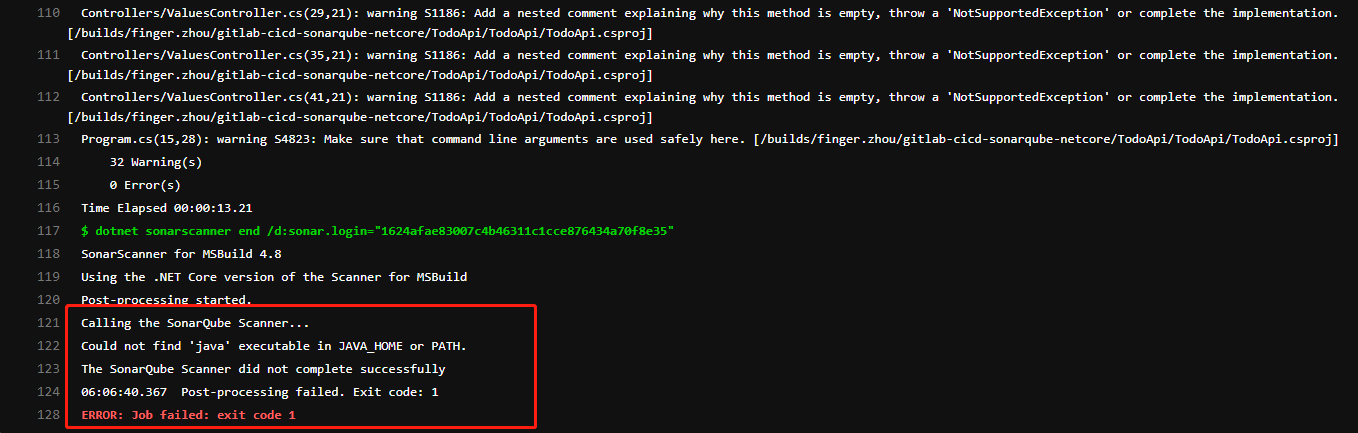 110 Controllers/ValuesController.cs(29,21): warning S1186: Add a nested comment explaining why this method is empty, throw a 'NotSupportedException' or complete the implementation.
[/builds/finger.zhou/gitlab-cicd-sonarqube-netcore/TodoApi/TodoApi/TodoApi.csproj]
111 Controllers/ValuesController.cs(35,21): warning S1186: Add a nested comment explaining why this method is empty, throw a 'NotSupportedException' or complete the implementation.
[/builds/finger.zhou/gitlab-cicd-sonarqube-netcore/TodoApi/TodoApi/TodoApi.csproj]
112 Controllers/ValuesController.cs(41,21): warning S1186: Add a nested comment explaining why this method is empty, throw a 'NotSupportedException' or complete the implementation.
[/builds/finger.zhou/gitlab-cicd-sonarqube-netcore/TodoApi/TodoApi/TodoApi.csproj]
113 Program.cs(15,28): warning S4823: Make sure that command line arguments are used safely here. [/builds/finger.zhou/gitlab-cicd-sonarqube-netcore/TodoApi/TodoApi/TodoApi.csproj]
114 32 Warning(s)
115 0 Error(s)
116 Time Elapsed 00:00:13.21
117 $ dotnet sonarscanner end /d:sonar.login="1624afae83007c4b46311c1cce876434a70f8e35"
118 SonarScanner for MSBuild 4.8
119 Using the .NET Core version of the Scanner for MSBuild
120 Post-processing started.
121 Calling the SonarQube Scanner...
122 Could not find 'java' executable in JAVA_HOME or PATH.
123 The SonarQube Scanner did not complete successfully
124 06:06:40.367  Post-processing failed. Exit code: 1
128 ERROR: Job failed: exit code 1